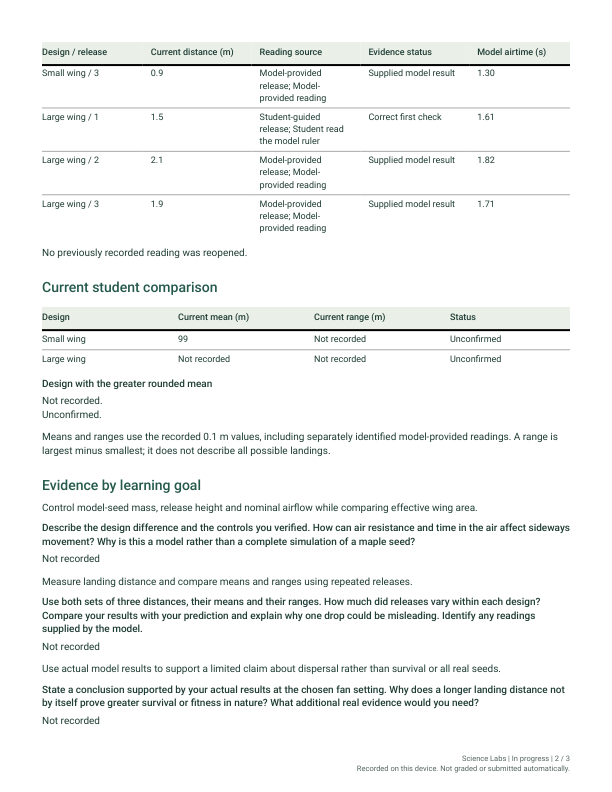 Design / release Current distance (m) Reading source Evidence status Model airtime (s)
Small wing / 3 0.9 Model-provided Supplied model result 1.30
release; Model-
provided reading
Large wing / 1 1.5 Student-guided Correct first check 1.61
release; Student read
the model ruler
Large wing / 2 2.1 Model-provided Supplied model result 1.82
release; Model-
provided reading
Large wing / 3 1.9 Model-provided Supplied model result 1.71
release; Model-
provided reading
No previously recorded reading was reopened.
Current student comparison
Design Current mean (m) Current range (m) Status
Small wing 99 Not recorded Unconfirmed
Large wing Not recorded Not recorded Unconfirmed
Design with the greater rounded mean
Not recorded.
Unconfirmed.
Means and ranges use the recorded 0.1 m values, including separately identified model-provided readings. A range is
largest minus smallest; it does not describe all possible landings.
Evidence by learning goal
Control model-seed mass, release height and nominal airflow while comparing effective wing area.
Describe the design difference and the controls you verified. How can air resistance and time in the air affect sideways
movement? Why is this a model rather than a complete simulation of a maple seed?
Not recorded
Measure landing distance and compare means and ranges using repeated releases.
Use both sets of three distances, their means and their ranges. How much did releases vary within each design?
Compare your results with your prediction and explain why one drop could be misleading. Identify any readings
supplied by the model.
Not recorded
Use actual model results to support a limited claim about dispersal rather than survival or all real seeds.
State a conclusion supported by your actual results at the chosen fan setting. Why does a longer landing distance not
by itself prove greater survival or fitness in nature? What additional real evidence would you need?
Not recorded
Science Labs | In progress | 2 / 3
Recorded on this device. Not graded or submitted automatically.